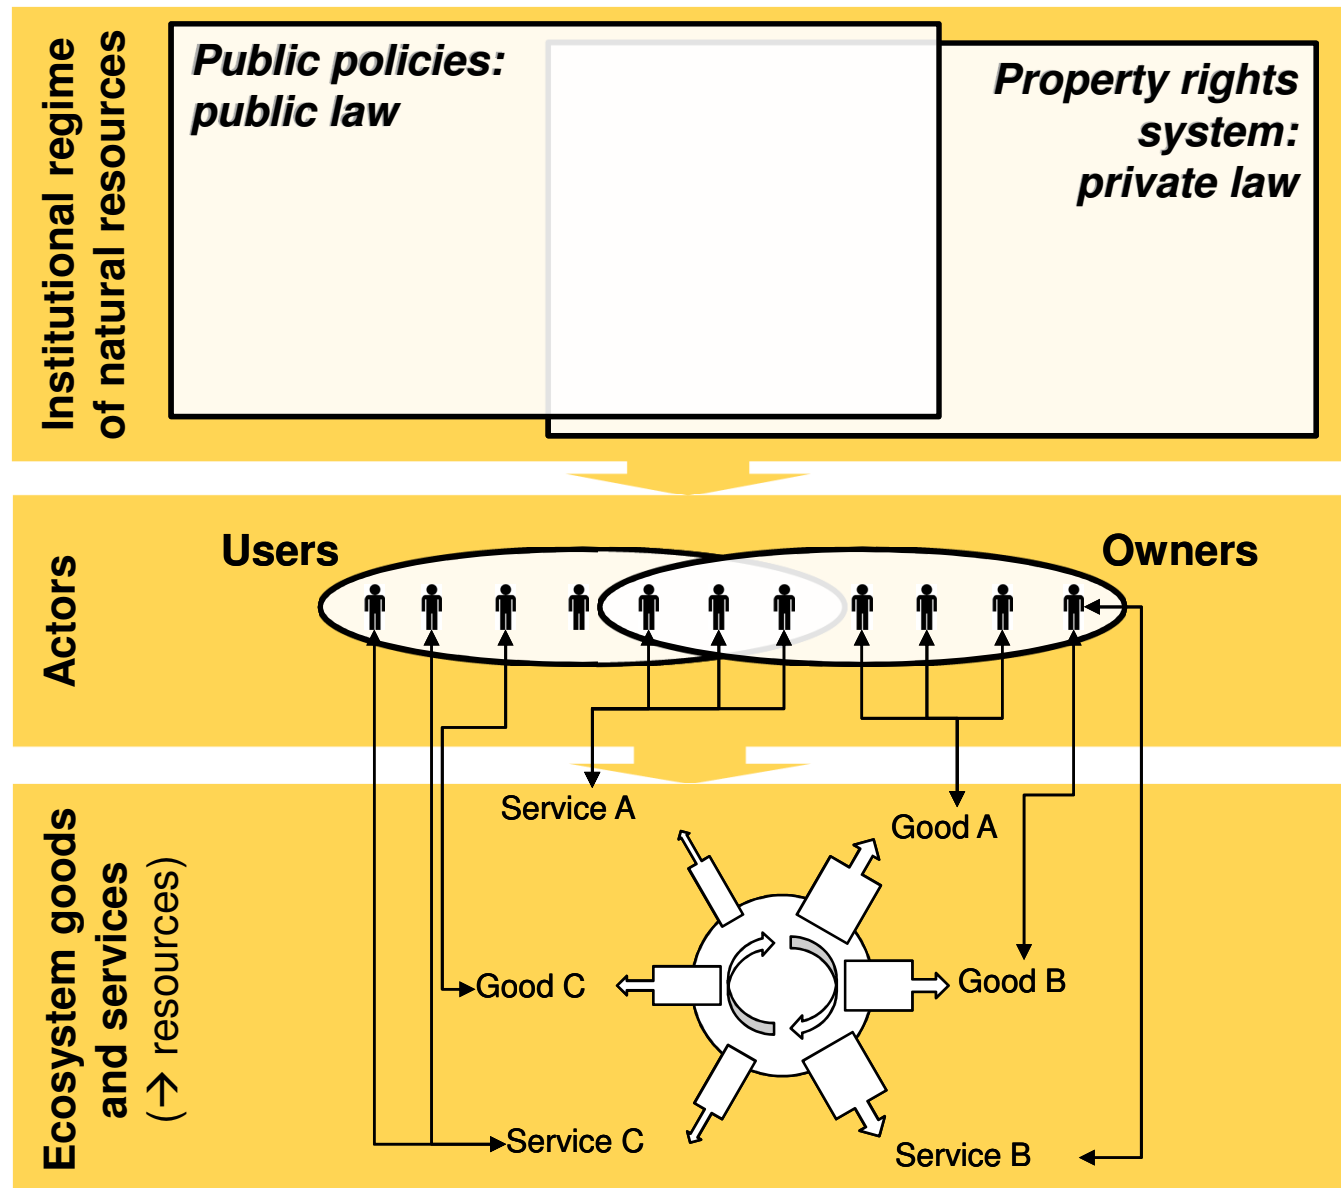 Institutional regime
of natural resources
Public policies:
public law
Property rights
system:
private law
Actors
Users
Owners
Ecosystem goods
and services
(→ resources)
Service A
Good A
Good C
Good B
Service C
Service B